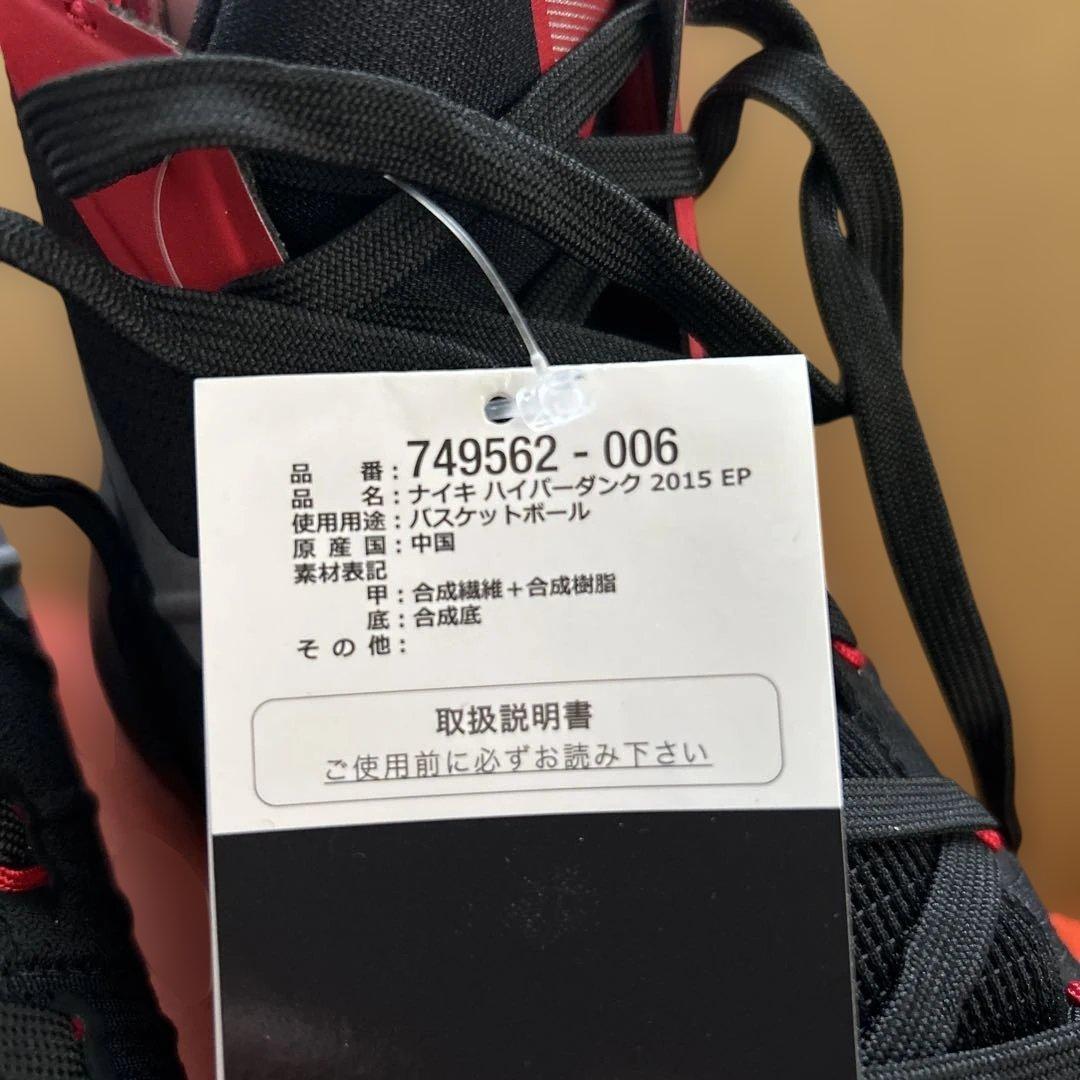 品番：749562 - 006
品名：ナイキ ハイパーダンク 2015 EP
使用用途：バスケットボール
原産国：中国
素材表記
甲：合成繊維＋合成樹脂
底：合成底
その他：
取扱説明書
ご使用前に必ずお読み下さい